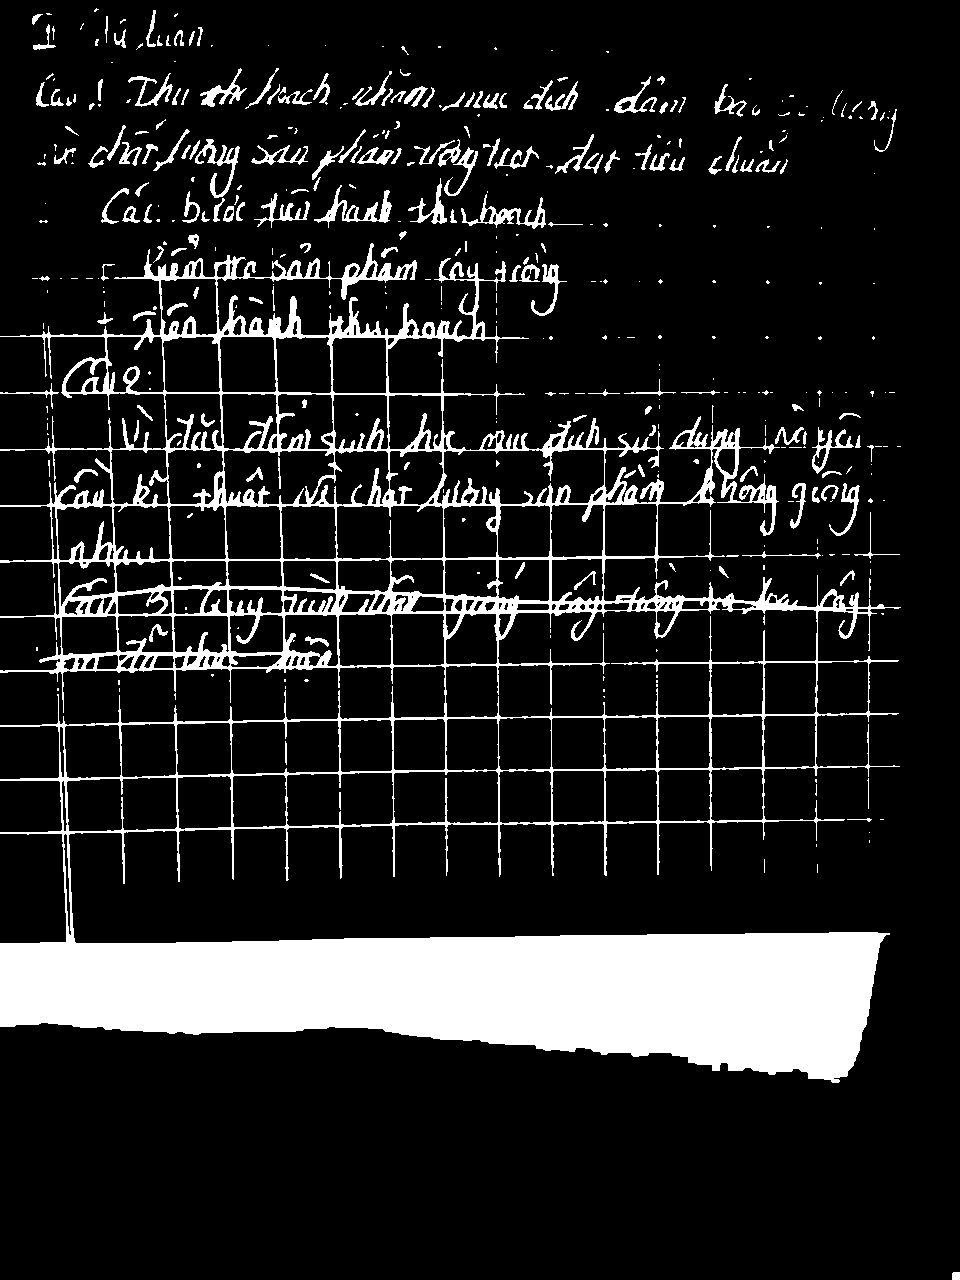 II Tự luận
Câu 1 Thu hoạch nhằm mục đích đảm bảo số lượng
và chất lượng sản phẩm trồng trọt đạt tiêu chuẩn
Các bước tiến hành thu hoạch
- Kiểm tra sản phẩm cây trồng
- Tiến hành thu hoạch
Câu 2:
Vì đặc điểm sinh học, mục đích sử dụng và yêu
cầu kĩ thuật về chất lượng sản phẩm không giống
nhau
Câu 3 Quy trình nhân giống cây trồng và loại cây
em đã thực hiện